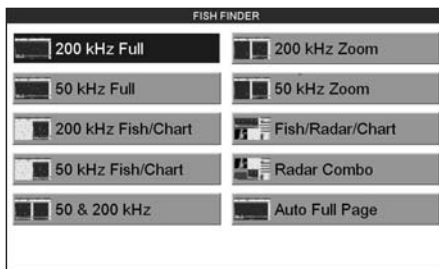 FISH FINDER
200 kHz Full
200 kHz Zoom
50 kHz Full
50 kHz Zoom
200 kHz Fish/Chart
Fish/Radar/Chart
50 kHz Fish/Chart
Radar Combo
50 & 200 kHz
Auto Full Page